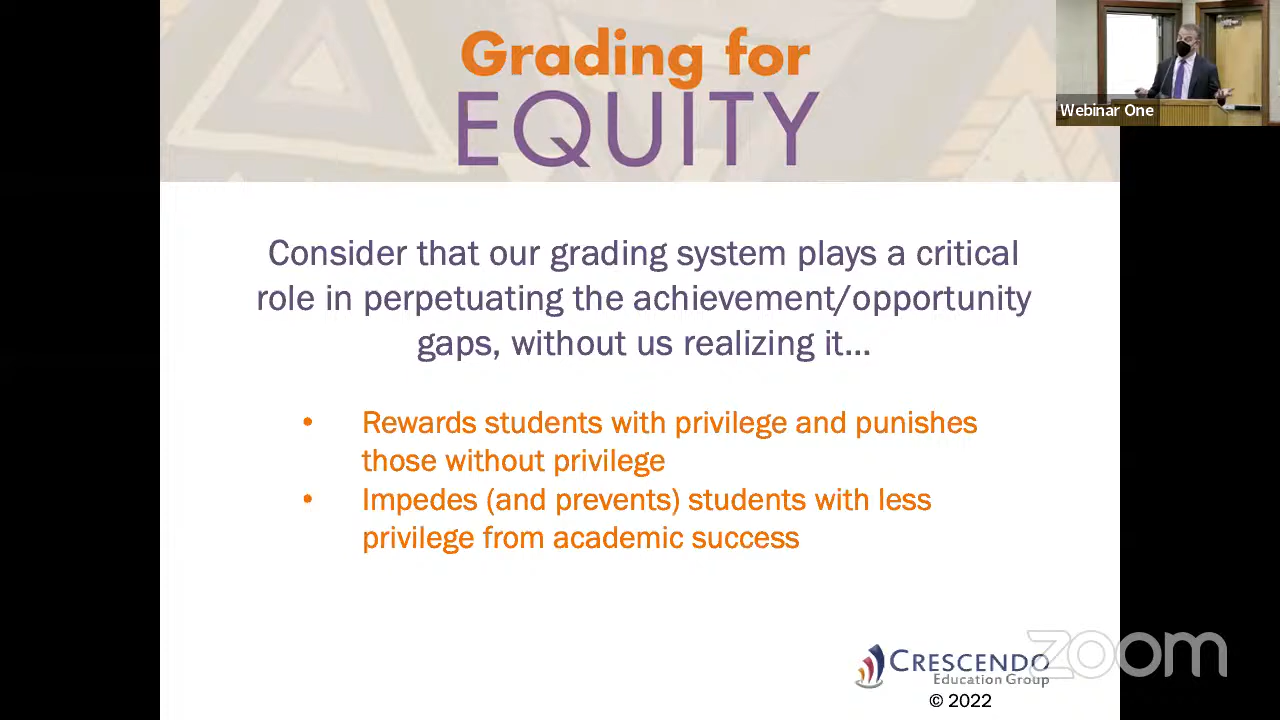 Grading for
EQUITY
Webinar One
Consider that our grading system plays a critical
role in perpetuating the achievement/opportunity
gaps, without us realizing it...
• Rewards students with privilege and punishes
those without privilege
• Impedes (and prevents) students with less
privilege from academic success
CRESCENDO
Education Group
© 2022
zoom